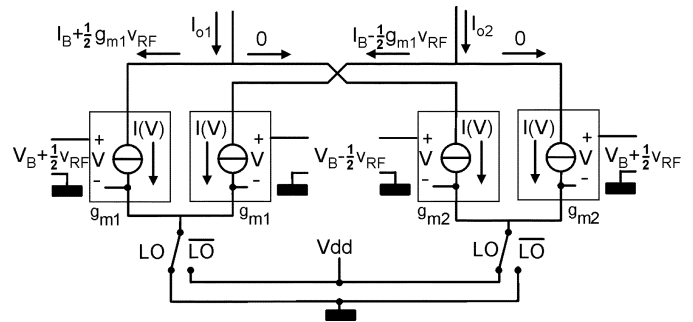 I_B+½g_m1v_RF I_o1 0 I_B-½g_m1v_RF I_o2 0
I(V) I(V) I(V) I(V)
+ + + +
V_B+½v_RF V V V_B-½v_RF V V V_B+½v_RF
- - - -
g_m1 g_m1 g_m2 g_m2
LO L̅O̅ Vdd LO L̅O̅